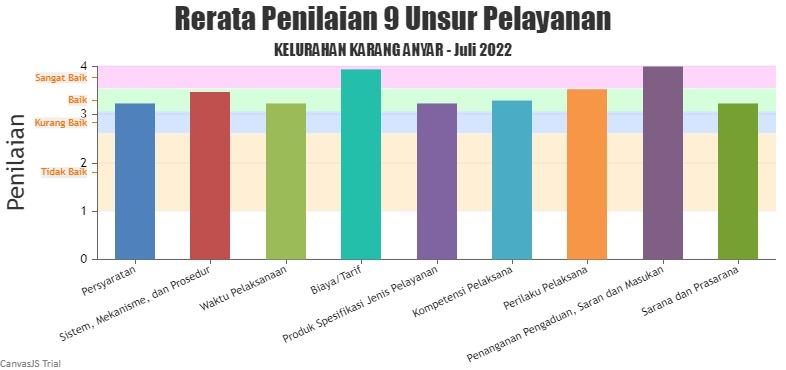 Rerata Penilaian 9 Unsur Pelayanan
KELURAHAN KARANG ANYAR - Juli 2022
Penilaian
4
Sangat Baik
Baik
3
Kurang Baik
2
Tidak Baik
1
0
Persyaratan
Sistem, Mekanisme, dan Prosedur
Waktu Pelaksanaan
Biaya/Tarif
Produk Spesifikasi Jenis Pelayanan
Kompetensi Pelaksana
Perilaku Pelaksana
Penanganan Pengaduan, Saran dan Masukan
Sarana dan Prasarana
CanvasJS Trial